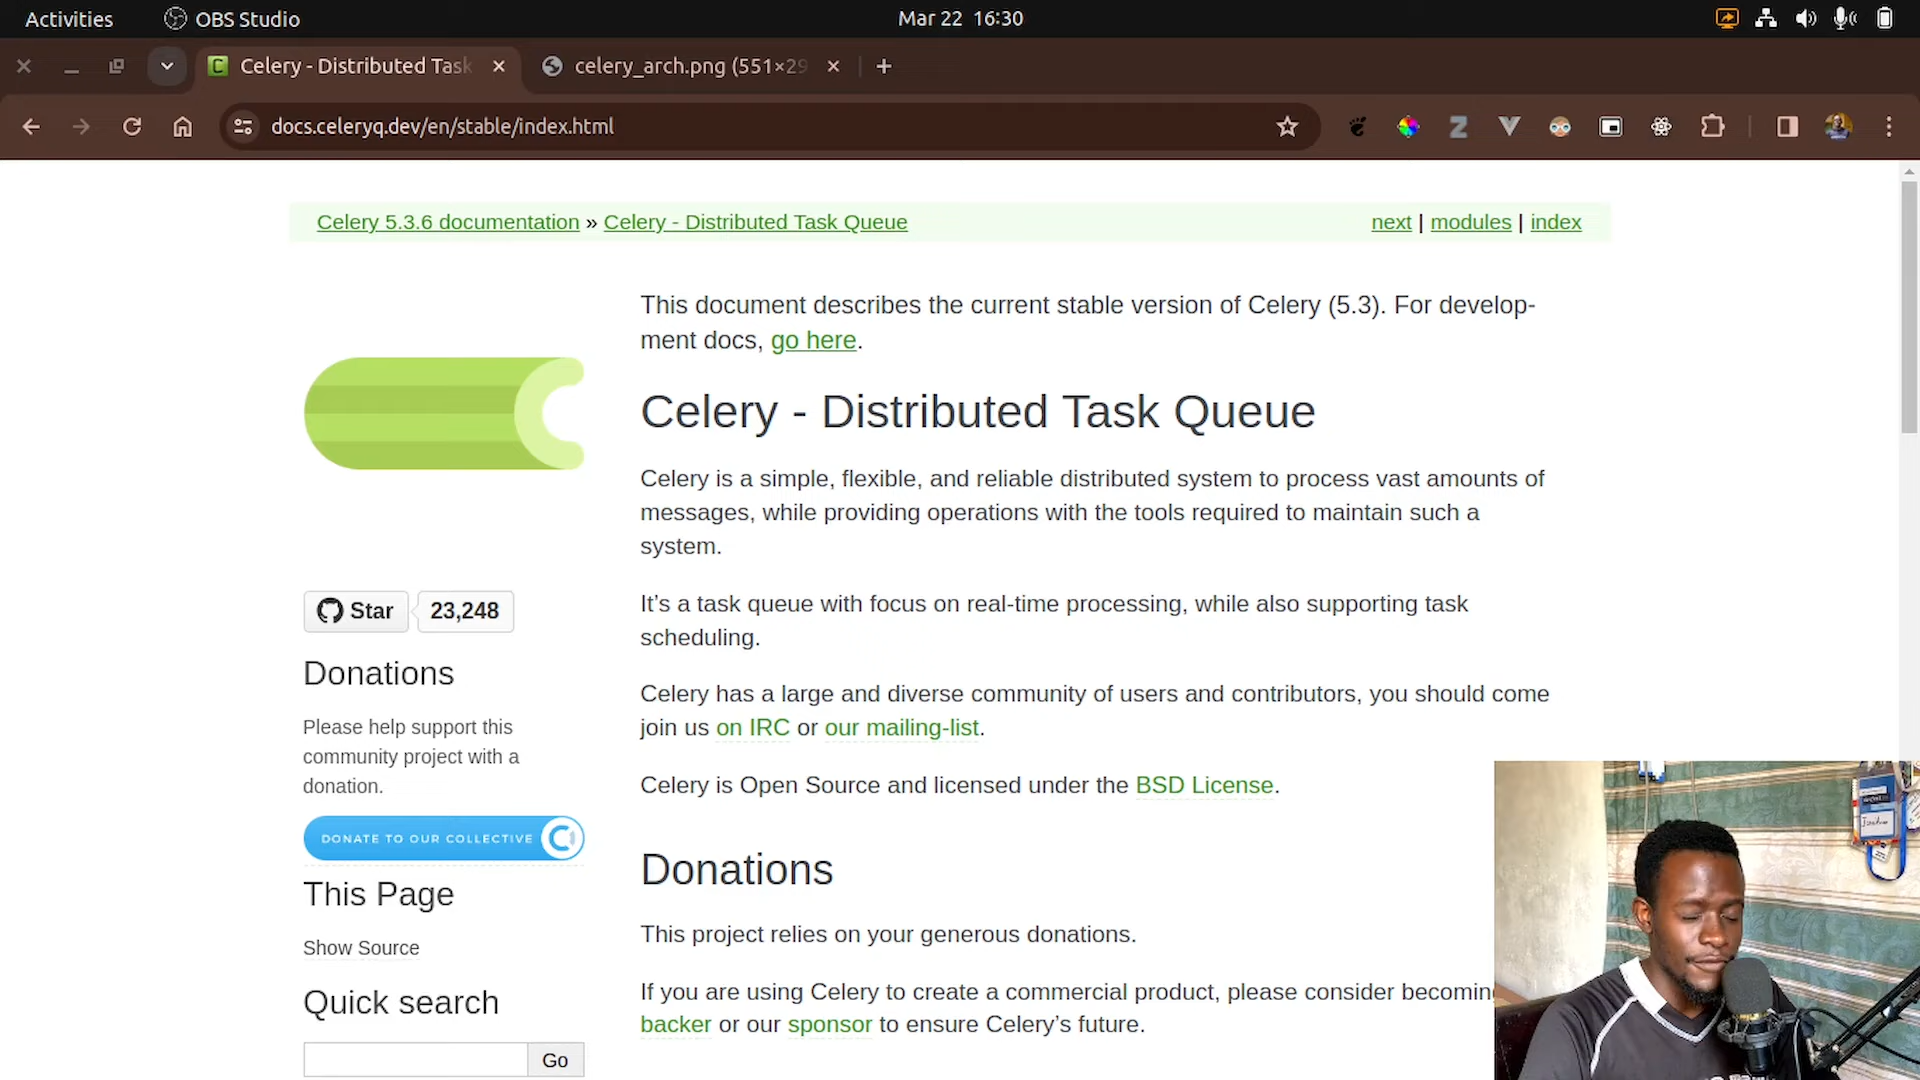 Activities
OBS Studio
Mar 22 16:30
Celery - Distributed Task
celery_arch.png (551×29
docs.celeryq.dev/en/stable/index.html
Celery 5.3.6 documentation » Celery - Distributed Task Queue
next | modules | index
This document describes the current stable version of Celery (5.3). For develop-
ment docs, go here.
Celery - Distributed Task Queue
Celery is a simple, flexible, and reliable distributed system to process vast amounts of
messages, while providing operations with the tools required to maintain such a
system.
It’s a task queue with focus on real-time processing, while also supporting task
scheduling.
Celery has a large and diverse community of users and contributors, you should come
join us on IRC or our mailing-list.
Celery is Open Source and licensed under the BSD License.
Donations
This project relies on your generous donations.
If you are using Celery to create a commercial product, please consider becoming
backer or our sponsor to ensure Celery’s future.
Star
23,248
Donations
Please help support this
community project with a
donation.
DONATE TO OUR COLLECTIVE
This Page
Show Source
Quick search
Go